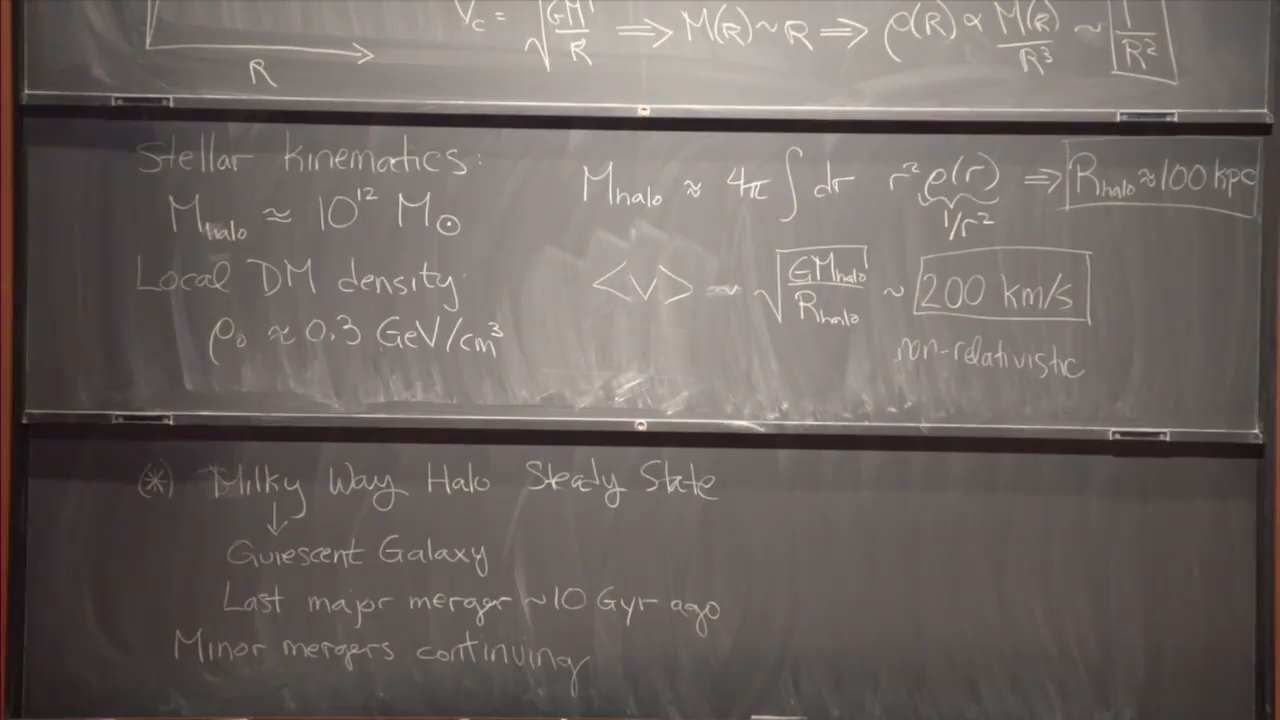 V_c = √(GM/R) ⟹ M(R) ~ R ⟹ ρ(R) ∝ M(R)/R³ ~ 1/R²
R
Stellar Kinematics:
M_halo ≈ 10¹² M_⊙
M_halo ≈ 4π ∫ dr r² ρ(r) ⟹ R_halo ≈ 100 kpc
1/r²
Local DM density:
ρ₀ ≈ 0.3 GeV/cm³
<v> ~ √(GM_halo/R_halo) ~ 200 km/s
non-relativistic
(*) Milky Way Halo Steady State
↓
Quiescent Galaxy
Last major merger ~10 Gyr ago
Minor mergers continuing